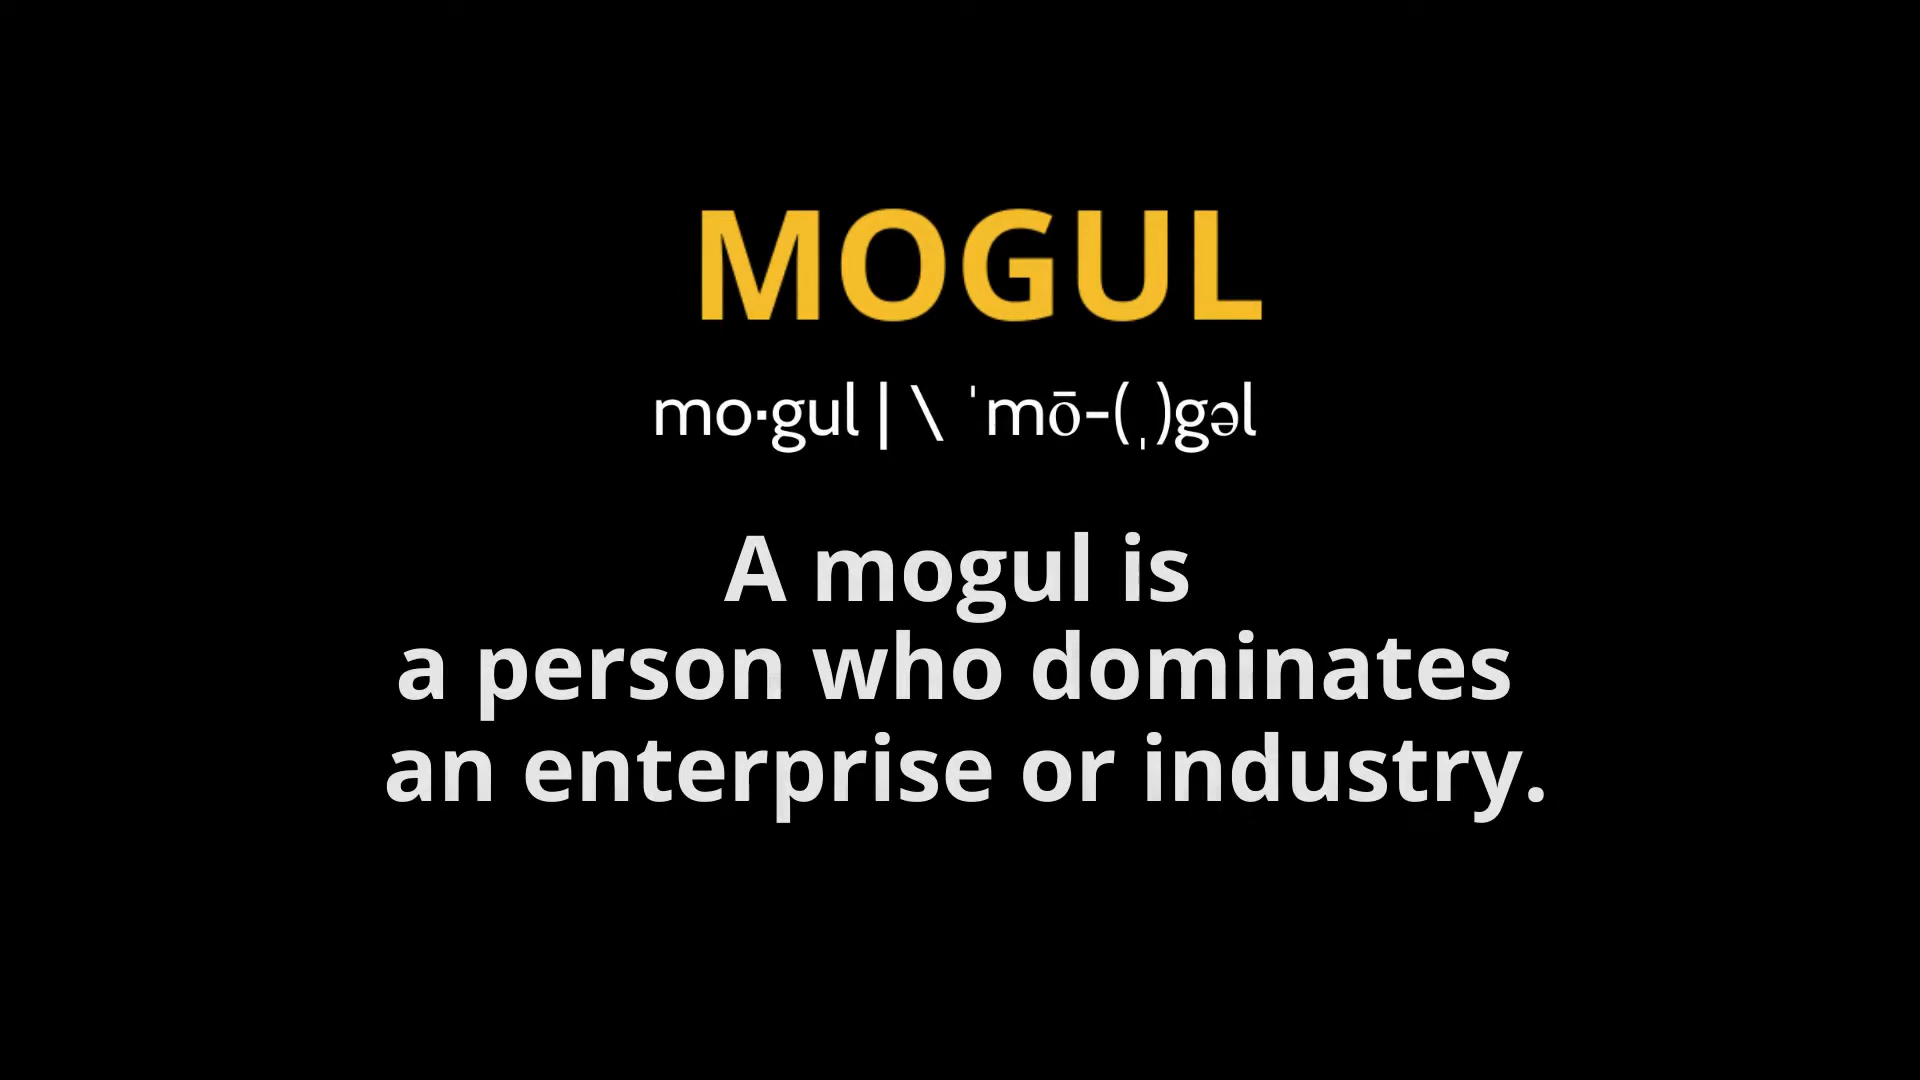 MOGUL
mo·gul | \ ˈmō-(ˌ)gəl
A mogul is
a person who dominates
an enterprise or industry.